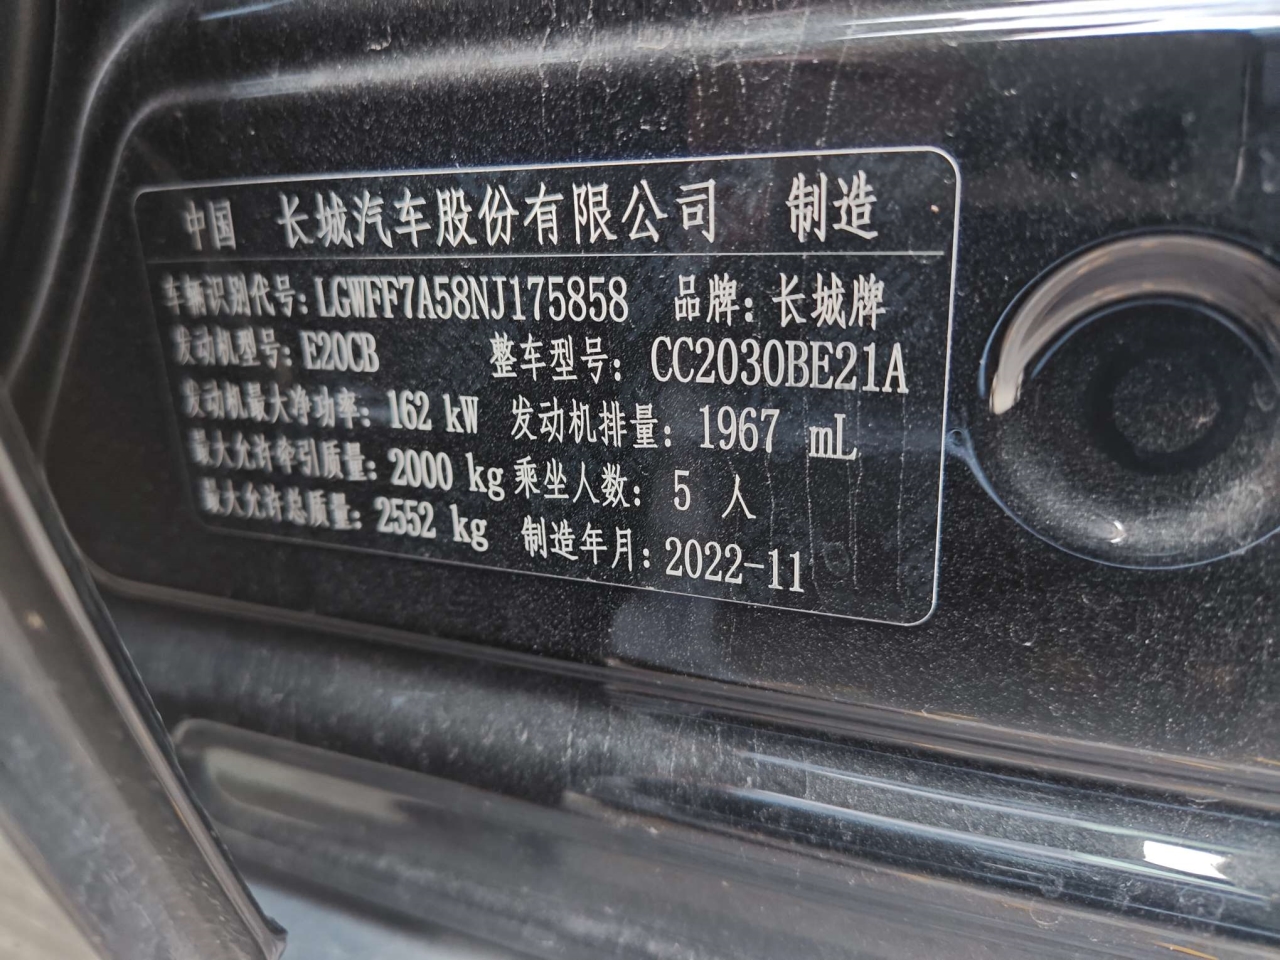 中国 长城汽车股份有限公司 制造
车辆识别代号: LGWFF7A58NJ175858 品牌: 长城牌
发动机型号: E20CB 整车型号: CC2030BE21A
发动机最大净功率: 162 kW 发动机排量: 1967 mL
最大允许牵引质量: 2000 kg 乘坐人数: 5 人
最大允许总质量: 2552 kg 制造年月: 2022-11